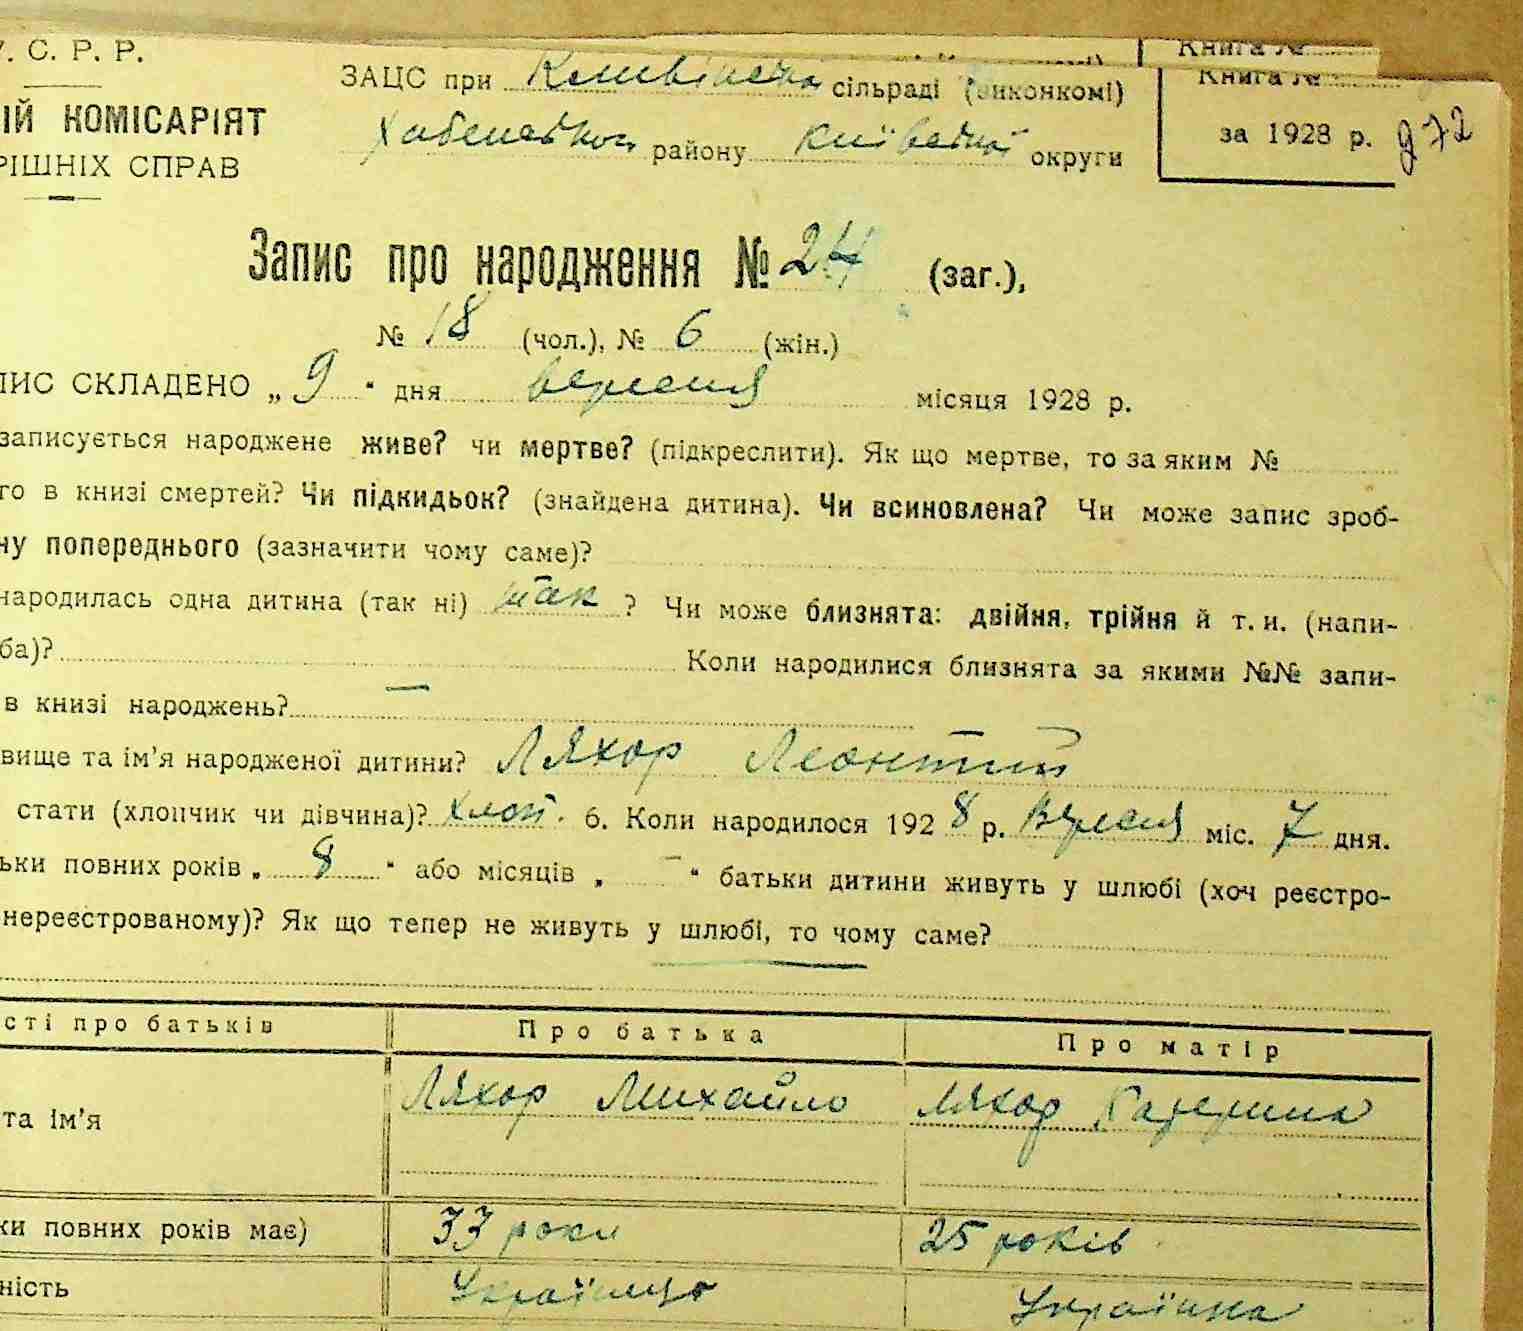 У. С. Р. Р.
Книга №
ЗАЦС при сільраді (виконкомі)
Книга №
ІЙ КОМІСАРІЯТ
Хабенського району Київської округи
за 1928 р. 972
РІШНІХ СПРАВ
Запис про народження № 24 (заг.),
№ 18 (чол.), № 6 (жін.)
ПИС СКЛАДЕНО „ 9 “ дня вересня місяця 1928 р.
записується народжене живе? чи мертве? (підкреслити). Як що мертве, то за яким №
го в книзі смертей? Чи підкидьок? (знайдена дитина). Чи всиновлена? Чи може запис зроб-
ну попереднього (зазначити чому саме)?
народилась одна дитина (так ні) так ? Чи може близнята: двійня, трійня й т. и. (напи-
ба)? Коли народилися близнята за якими №№ запи-
в книзі народжень? —
вище та ім’я народженої дитини? Ляхор Леонтий
стати (хлопчик чи дівчина)? хлоп. 6. Коли народилося 1928 р. Вересня міс. 7 дня.
ьки повних років „ 8 “ або місяців „ — “ батьки дитини живуть у шлюбі (хоч реєстро-
нереєстрованому)? Як що тепер не живуть у шлюбі, то чому саме?
сті про батьків Про батька Про матір
та ім’я Ляхор Михайло Ляхор Катерина
ки повних років має) 33 роки 25 років
ність Українць Українка